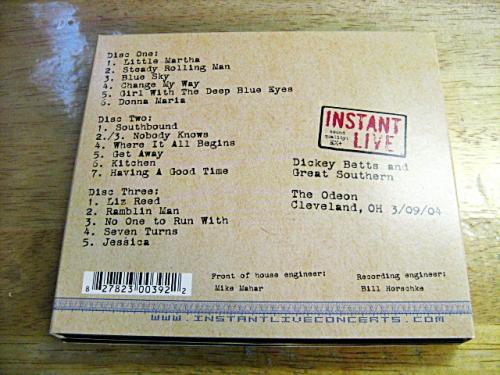 Disc One:
1. Little Martha
2. Steady Rolling Man
3. Blue Sky
4. Change My Way
5. Girl With The Deep Blue Eyes
6. Donna Maria
Disc Two:
1. Southbound
2./3. Nobody Knows
4. Where It All Begins
5. Get Away
6. Kitchen
7. Having A Good Time
Disc Three:
1. Liz Reed
2. Ramblin Man
3. No One to Run With
4. Seven Turns
5. Jessica
INSTANT
sound
quality:
LIVE
Dickey Betts and
Great Southern
The Odeon
Cleveland, OH 3/09/04
8 27823 00392 2
Front of house engineer:
Mike Mahar
Recording engineer:
Bill Horschke
WWW.INSTANTLIVECONCERTS.COM